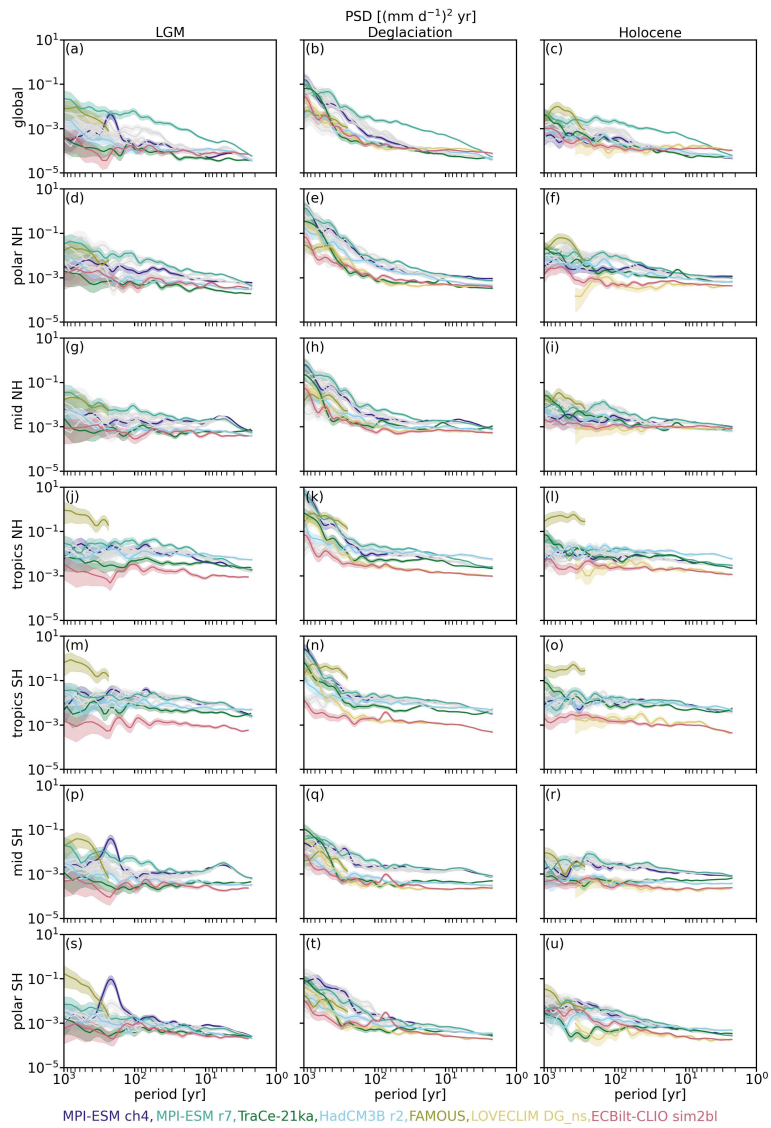 PSD [(mm d⁻¹)² yr]
LGM Deglaciation Holocene
(a) (b) (c)
global
10¹ 10⁻¹ 10⁻³ 10⁻⁵
(d) (e) (f)
polar NH
10¹ 10⁻¹ 10⁻³ 10⁻⁵
(g) (h) (i)
mid NH
10¹ 10⁻¹ 10⁻³ 10⁻⁵
(j) (k) (l)
tropics NH
10¹ 10⁻¹ 10⁻³ 10⁻⁵
(m) (n) (o)
tropics SH
10¹ 10⁻¹ 10⁻³ 10⁻⁵
(p) (q) (r)
mid SH
10¹ 10⁻¹ 10⁻³ 10⁻⁵
(s) (t) (u)
polar SH
10¹ 10⁻¹ 10⁻³ 10⁻⁵
10³ 10² 10¹ 10⁰ 10³ 10² 10¹ 10⁰ 10³ 10² 10¹ 10⁰
period [yr] period [yr] period [yr]
MPI-ESM ch4, MPI-ESM r7,TraCe-21ka,HadCM3B r2,FAMOUS,LOVECLIM DG_ns,ECBilt-CLIO sim2bl